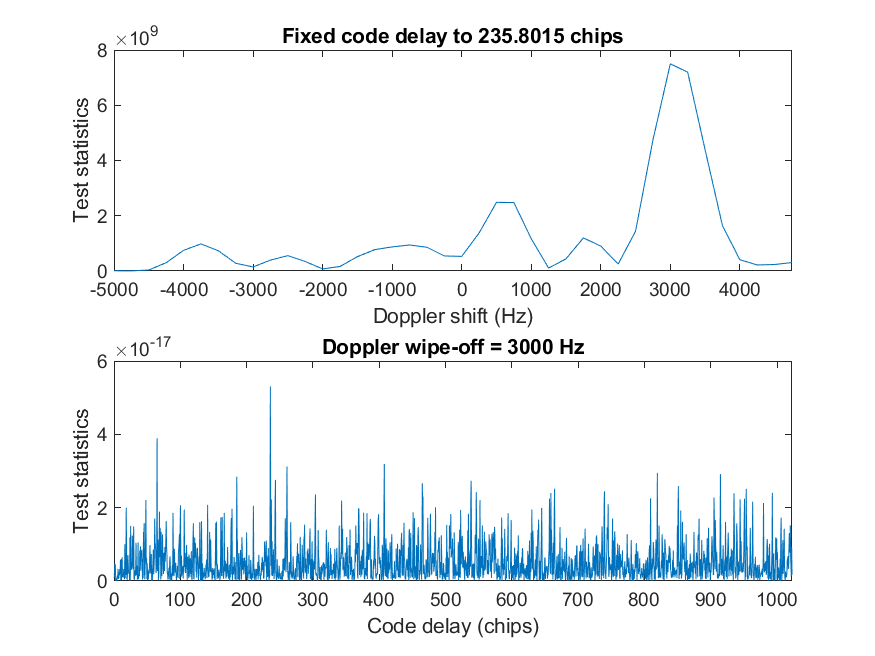 ×10⁹
Fixed code delay to 235.8015 chips
8
6
4
2
0
Test statistics
-5000 -4000 -3000 -2000 -1000 0 1000 2000 3000 4000
Doppler shift (Hz)
×10⁻¹⁷
Doppler wipe-off = 3000 Hz
6
4
2
0
Test statistics
0 100 200 300 400 500 600 700 800 900 1000
Code delay (chips)